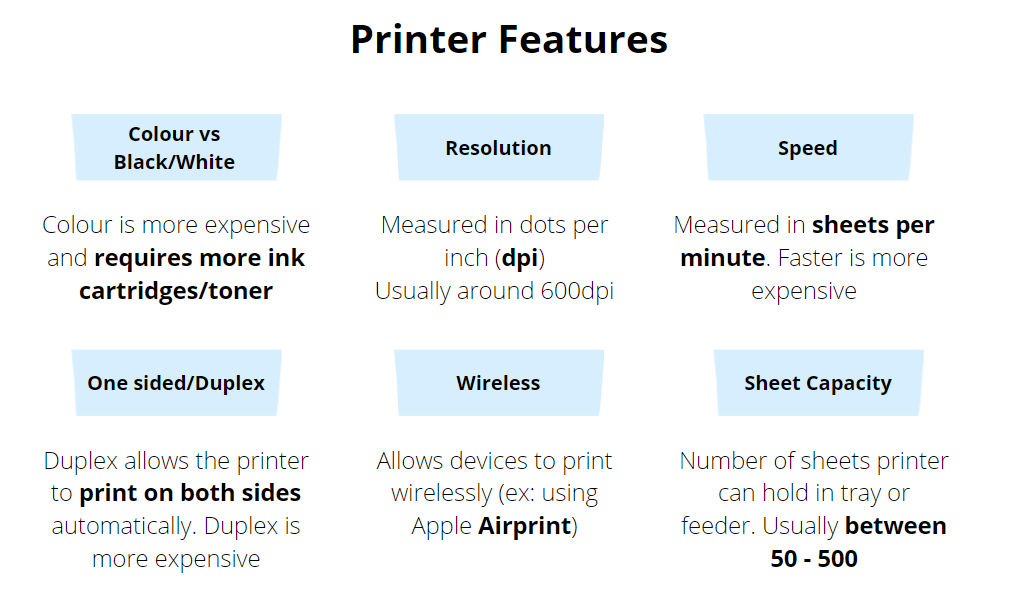 Printer Features
Colour vs
Black/White
Resolution
Speed
Colour is more expensive
and requires more ink
cartridges/toner
Measured in dots per
inch (dpi)
Usually around 600dpi
Measured in sheets per
minute. Faster is more
expensive
One sided/Duplex
Wireless
Sheet Capacity
Duplex allows the printer
to print on both sides
automatically. Duplex is
more expensive
Allows devices to print
wirelessly (ex: using
Apple Airprint)
Number of sheets printer
can hold in tray or
feeder. Usually between
50 - 500